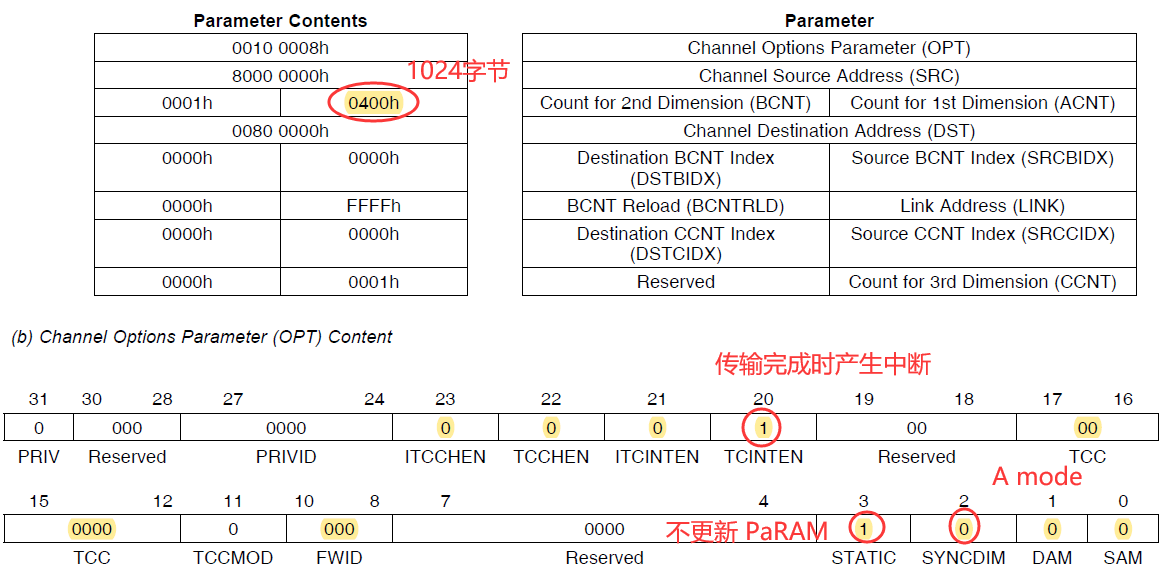 Parameter Contents Parameter
0010 0008h Channel Options Parameter (OPT)
1024字节
8000 0000h Channel Source Address (SRC)
0001h 0400h Count for 2nd Dimension (BCNT) Count for 1st Dimension (ACNT)
0080 0000h Channel Destination Address (DST)
0000h 0000h Destination BCNT Index Source BCNT Index (SRCBIDX)
(DSTBIDX)
0000h FFFFh BCNT Reload (BCNTRLD) Link Address (LINK)
0000h 0000h Destination CCNT Index Source CCNT Index (SRCCIDX)
(DSTCIDX)
0000h 0001h Reserved Count for 3rd Dimension (CCNT)
(b) Channel Options Parameter (OPT) Content
传输完成时产生中断
31 30 28 27 24 23 22 21 20 19 18 17 16
0 000 0000 0 0 0 1 00 00
PRIV Reserved PRIVID ITCCHEN TCCHEN ITCINTEN TCINTEN Reserved TCC
A mode
15 12 11 10 8 7 4 3 2 1 0
0000 0 000 0000 不更新 PaRAM 1 0 0 0
TCC TCCMOD FWID Reserved STATIC SYNCDIM DAM SAM